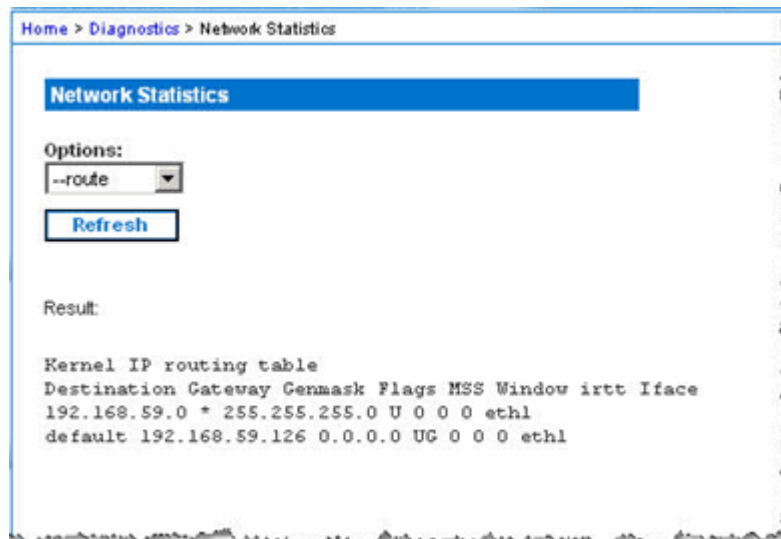 Home > Diagnostics > Network Statistics
Network Statistics
Options:
--route
Refresh
Result:
Kernel IP routing table
Destination Gateway Genmask Flags MSS Window irtt Iface
192.168.59.0 * 255.255.255.0 U 0 0 0 eth1
default 192.168.59.126 0.0.0.0 UG 0 0 0 eth1